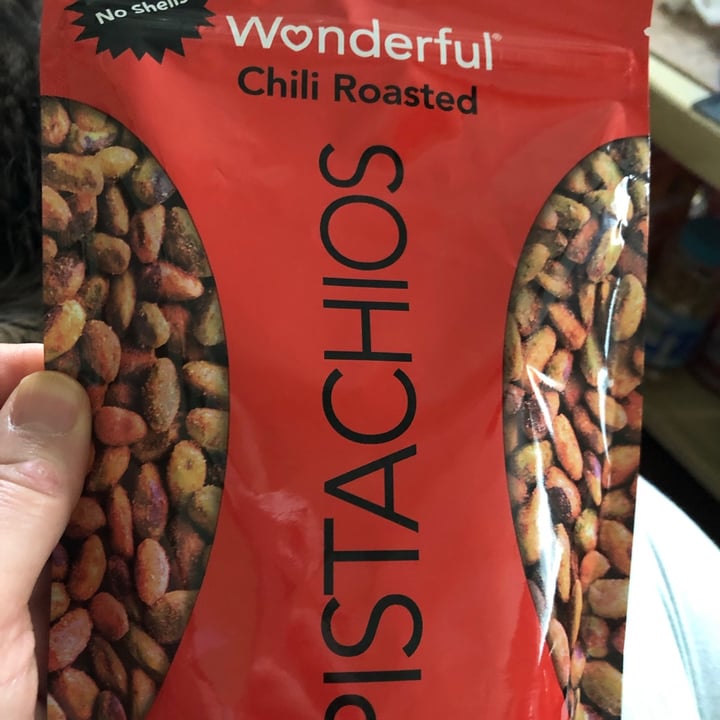 No Shells
Wonderful®
Chili Roasted
PISTACHIOS